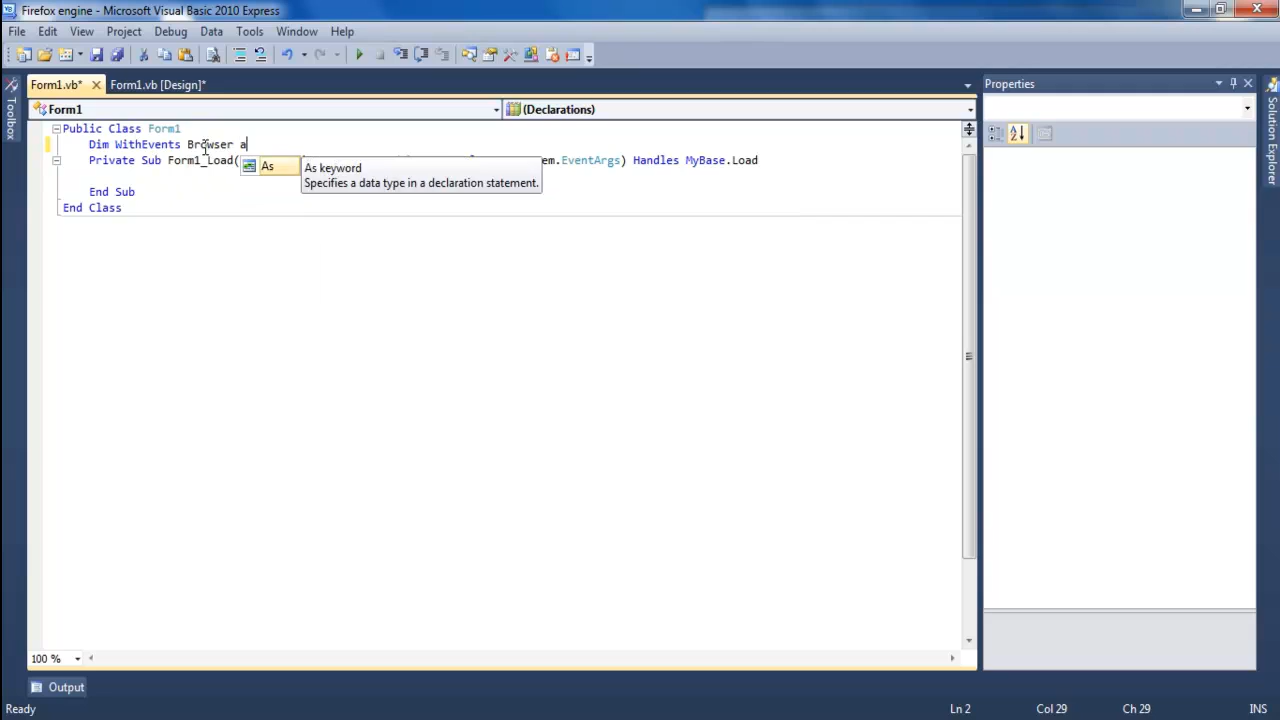 Firefox engine - Microsoft Visual Basic 2010 Express
File Edit View Project Debug Data Tools Window Help
Form1.vb* Form1.vb [Design]* Properties
Toolbox
Solution Explorer
Form1 (Declarations)
Public Class Form1
Dim WithEvents Browser a
Private Sub Form1_Load( em.EventArgs) Handles MyBase.Load
As
As keyword
Specifies a data type in a declaration statement.
End Sub
End Class
100 %
Output
Ready Ln 2 Col 29 Ch 29 INS